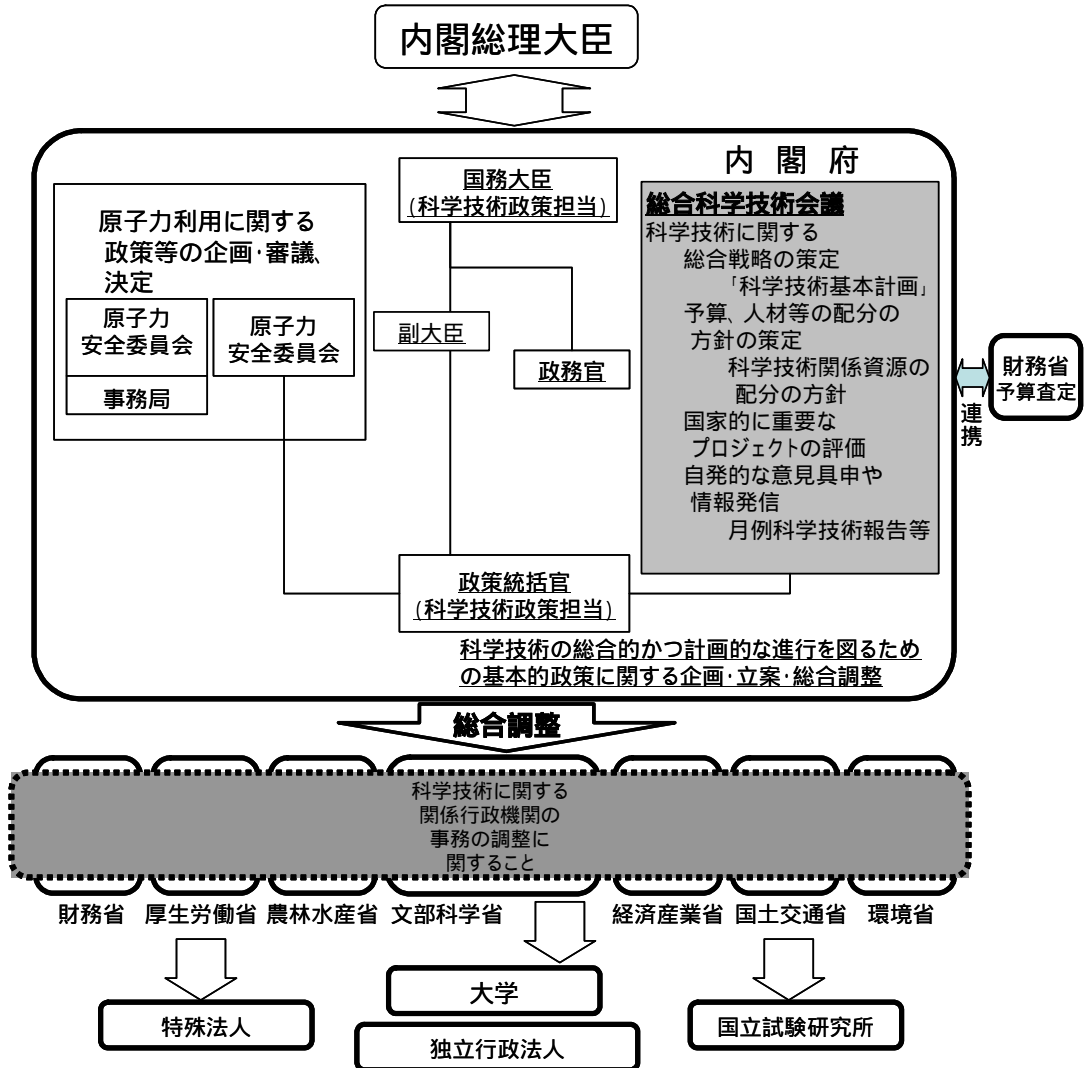 内閣総理大臣
内 閣 府
原子力利用に関する
政策等の企画･審議、
決定
原子力
安全委員会
事務局
原子力
安全委員会
国務大臣
(科学技術政策担当)
副大臣
政務官
総合科学技術会議
科学技術に関する
総合戦略の策定
「科学技術基本計画」
予算、人材等の配分の
方針の策定
科学技術関係資源の
配分の方針
国家的に重要な
プロジェクトの評価
自発的な意見具申や
情報発信
月例科学技術報告等
連携
財務省
予算査定
政策統括官
(科学技術政策担当)
科学技術の総合的かつ計画的な進行を図るため
の基本的政策に関する企画･立案･総合調整
総合調整
科学技術に関する
関係行政機関の
事務の調整に
関すること
財務省 厚生労働省 農林水産省 文部科学省 経済産業省 国土交通省 環境省
特殊法人
大学
独立行政法人
国立試験研究所